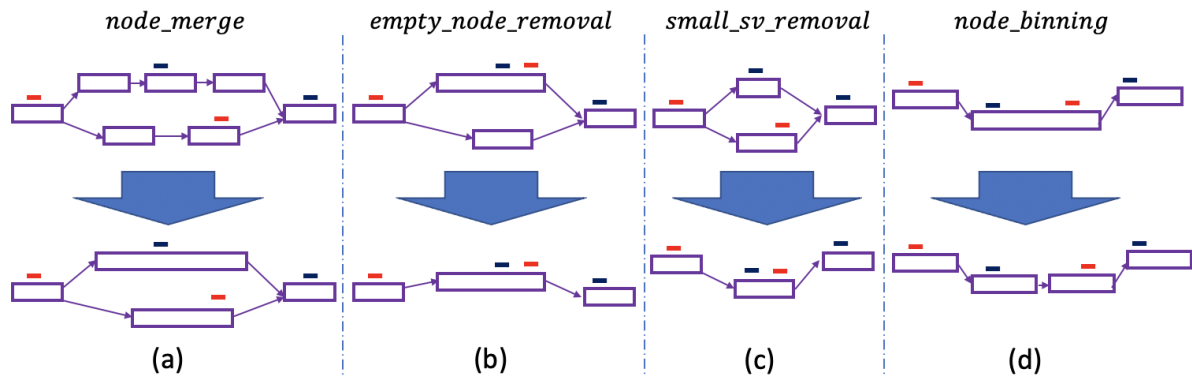 node_merge
empty_node_removal
small_sv_removal
node_binning
(a)
(b)
(c)
(d)